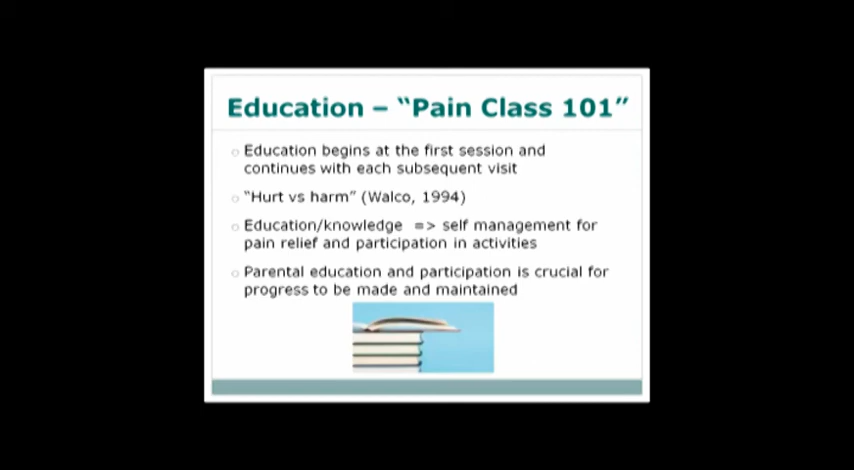 Education – “Pain Class 101”
Education begins at the first session and
continues with each subsequent visit
“Hurt vs harm” (Walco, 1994)
Education/knowledge => self management for
pain relief and participation in activities
Parental education and participation is crucial for
progress to be made and maintained